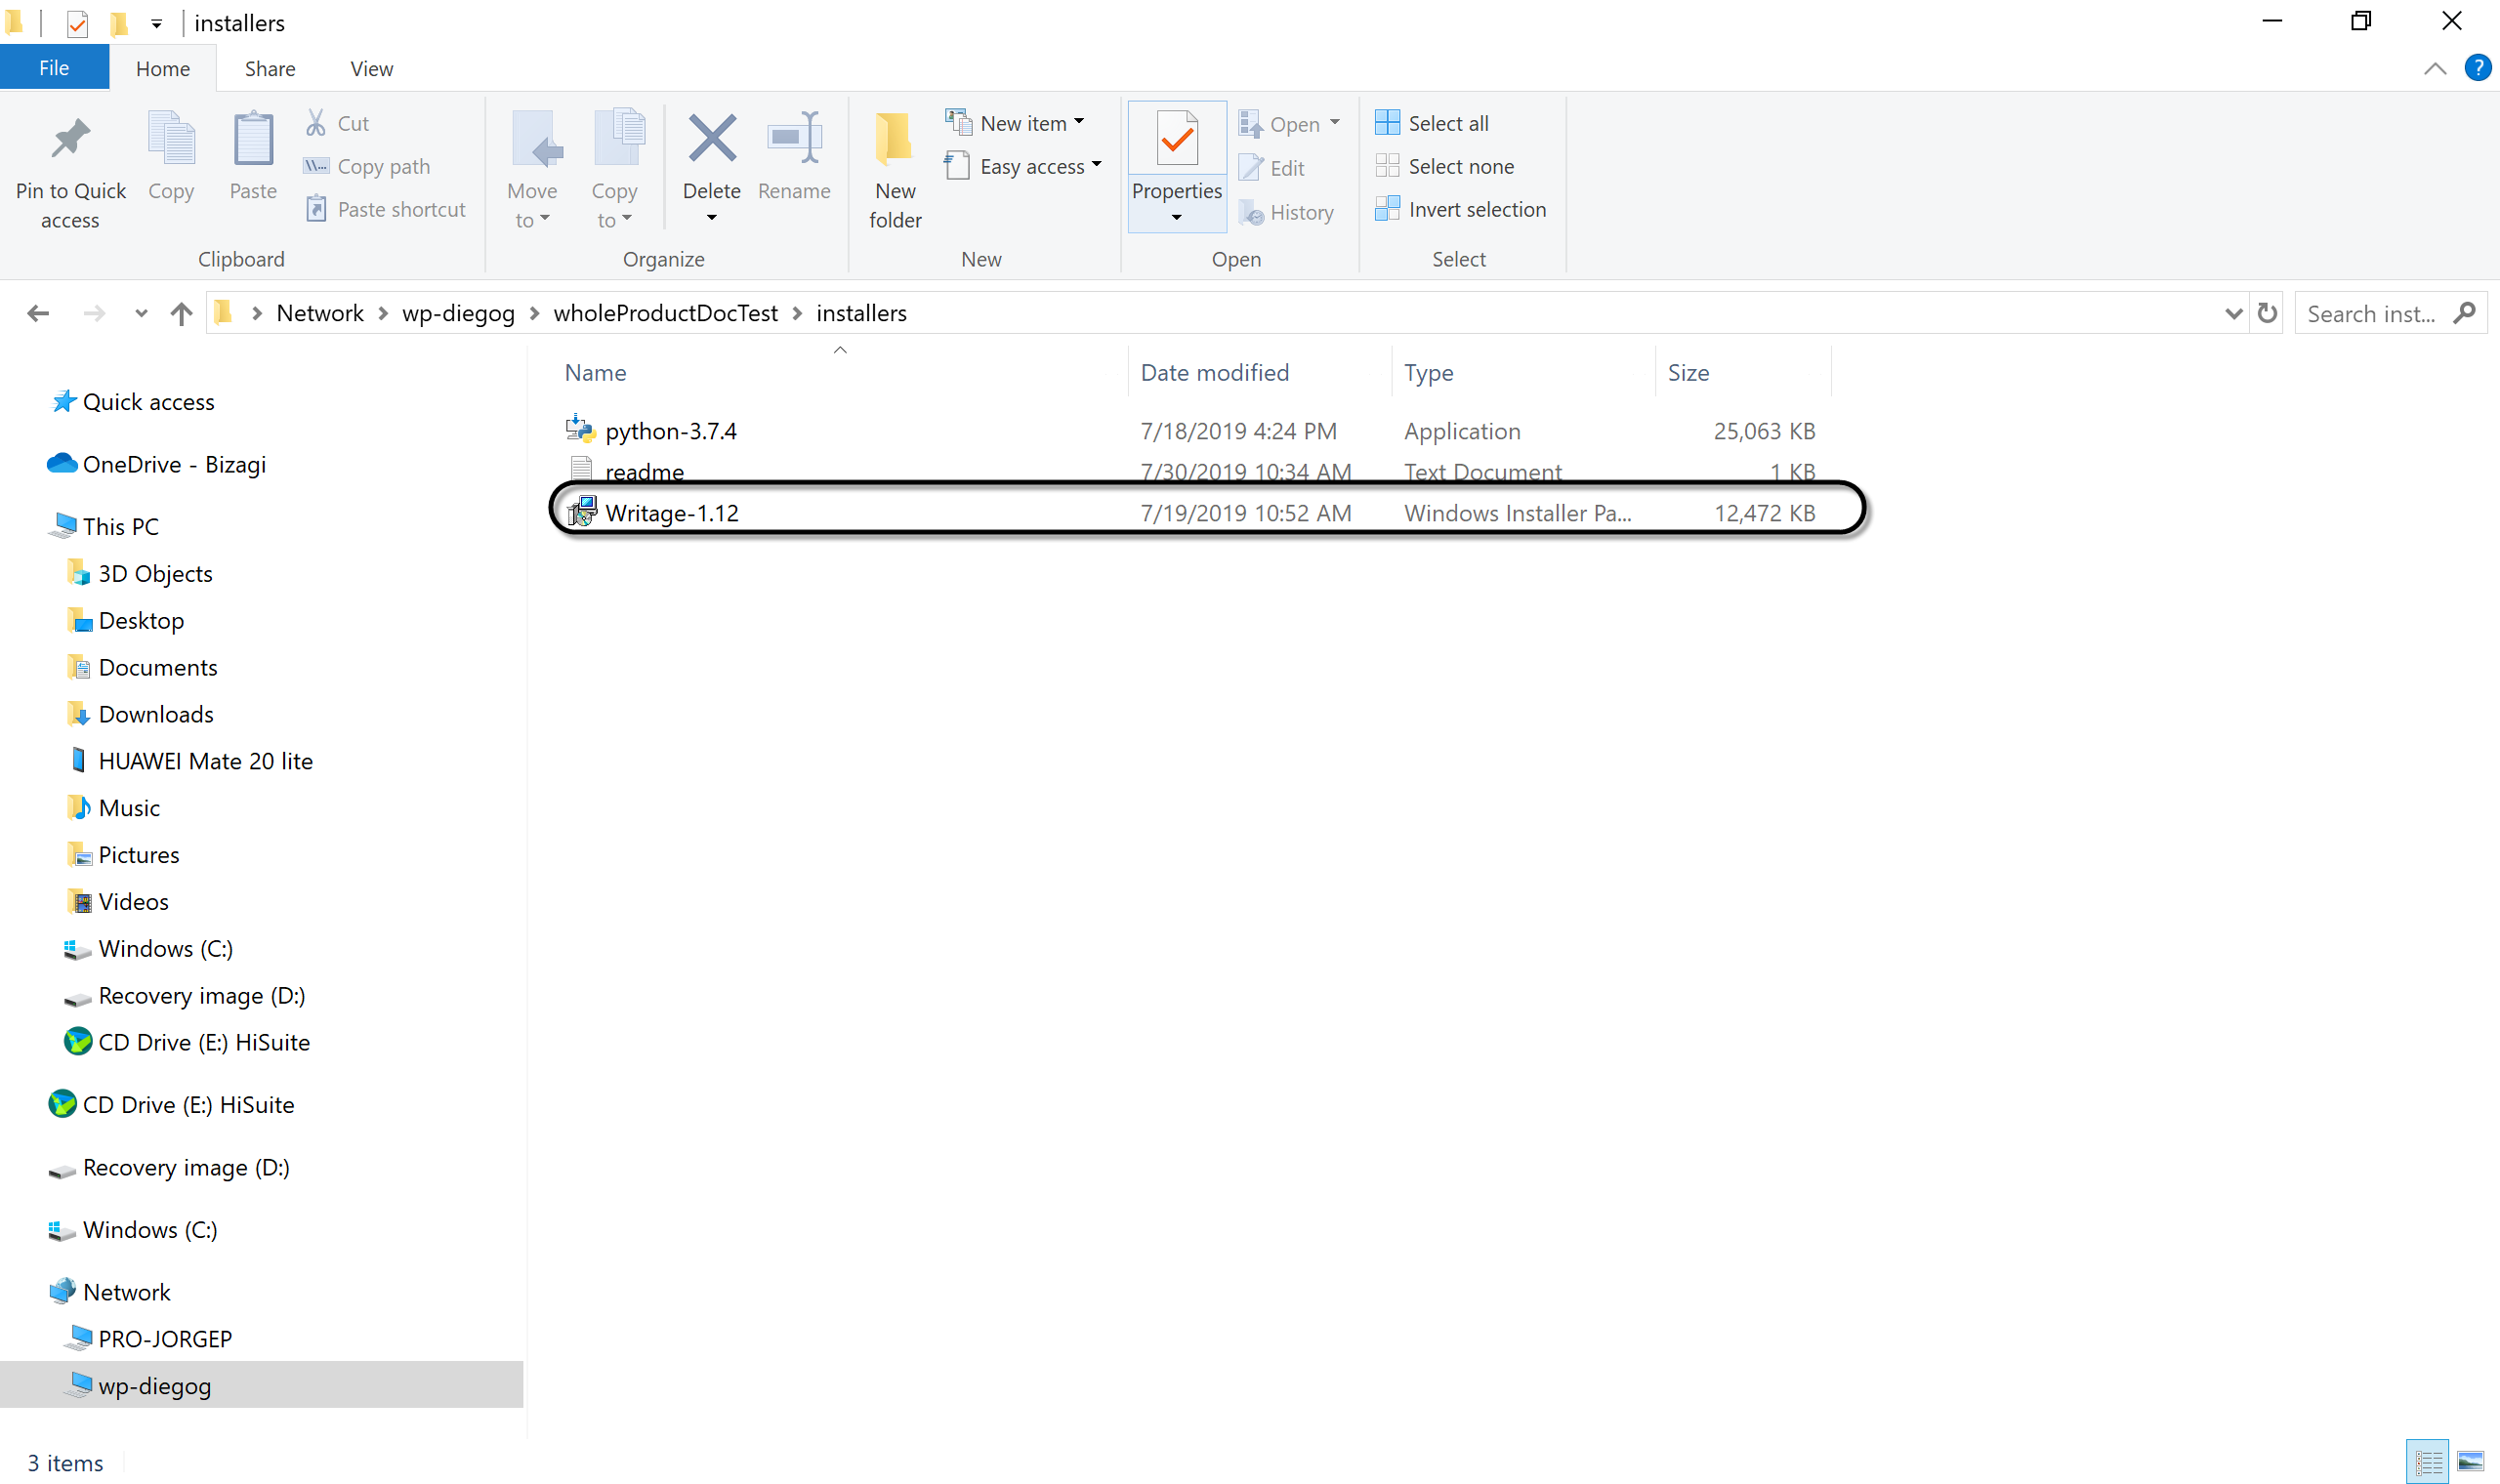 installers
File Home Share View
Pin to Quick access
Copy
Paste
Cut
Copy path
Paste shortcut
Clipboard
Move to
Copy to
Delete
Rename
Organize
New folder
New item
Easy access
New
Properties
Open
Edit
History
Open
Select all
Select none
Invert selection
Select
Network wp-diegog wholeProductDocTest installers
Search inst...
Name Date modified Type Size
python-3.7.4 7/18/2019 4:24 PM Application 25,063 KB
readme 7/30/2019 10:34 AM Text Document 1 KB
Writage-1.12 7/19/2019 10:52 AM Windows Installer Pa... 12,472 KB
Quick access
OneDrive - Bizagi
This PC
3D Objects
Desktop
Documents
Downloads
HUAWEI Mate 20 lite
Music
Pictures
Videos
Windows (C:)
Recovery image (D:)
CD Drive (E:) HiSuite
CD Drive (E:) HiSuite
Recovery image (D:)
Windows (C:)
Network
PRO-JORGEP
wp-diegog
3 items